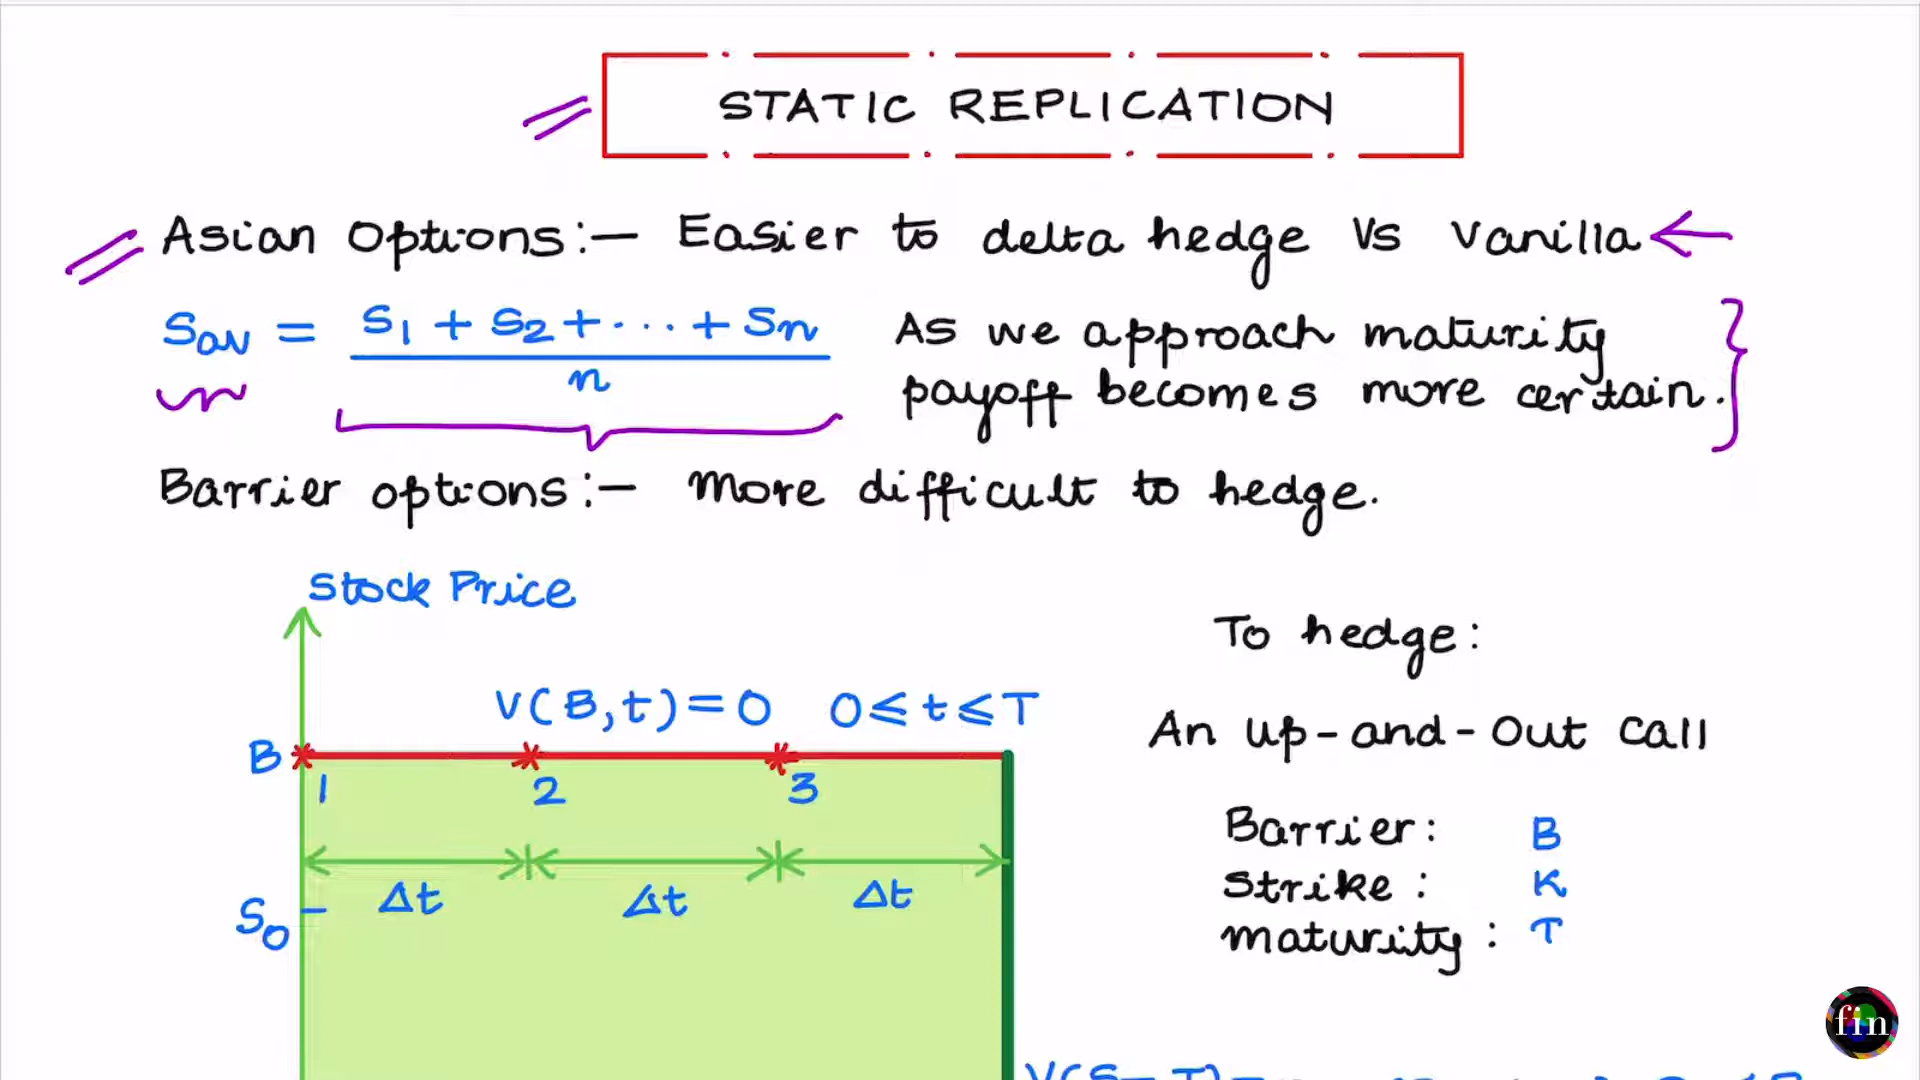 STATIC REPLICATION
Asian Options:— Easier to delta hedge Vs Vanilla
Sav = S1 + S2 + ... + Sn / n
As we approach maturity
payoff becomes more certain.
Barrier options:— More difficult to hedge.
Stock Price
V(B,t)=0 0≤t≤T
B
1 2 3
Δt Δt Δt
S0
To hedge:
An up-and-out call
Barrier: B
Strike: K
maturity: T
fin